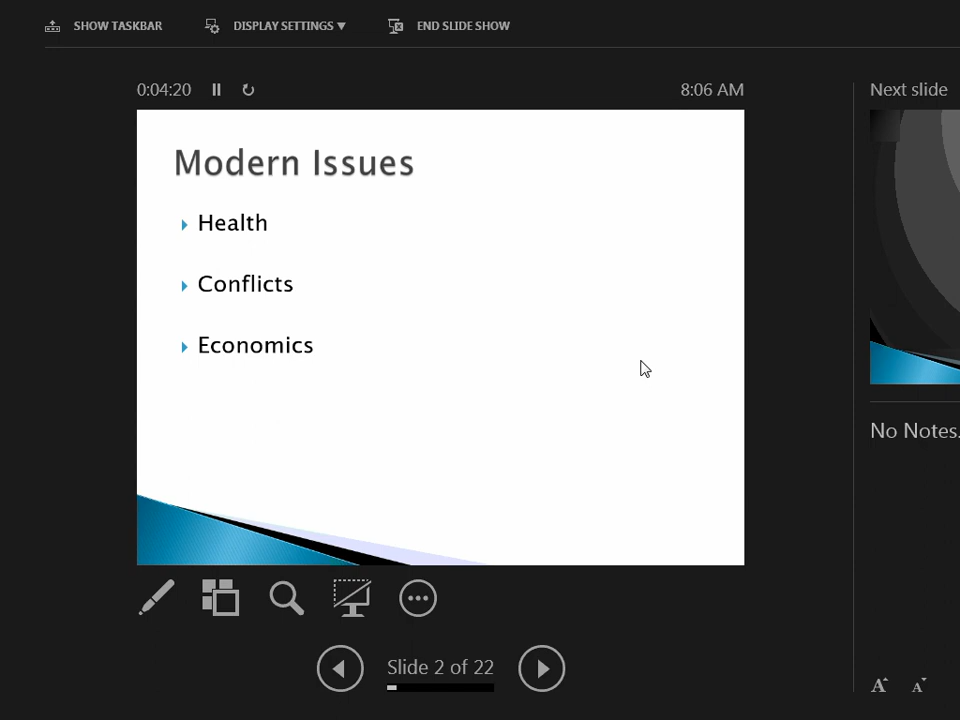 SHOW TASKBAR DISPLAY SETTINGS ▼ END SLIDE SHOW
0:04:20 8:06 AM
Modern Issues
Health
Conflicts
Economics
Slide 2 of 22
Next slide
No Notes.
A A